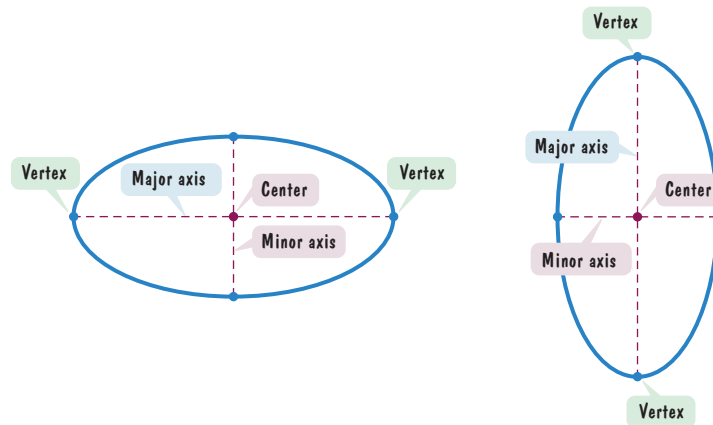 Vertex
Major axis
Center
Vertex
Minor axis
Vertex
Major axis
Center
Minor axis
Vertex